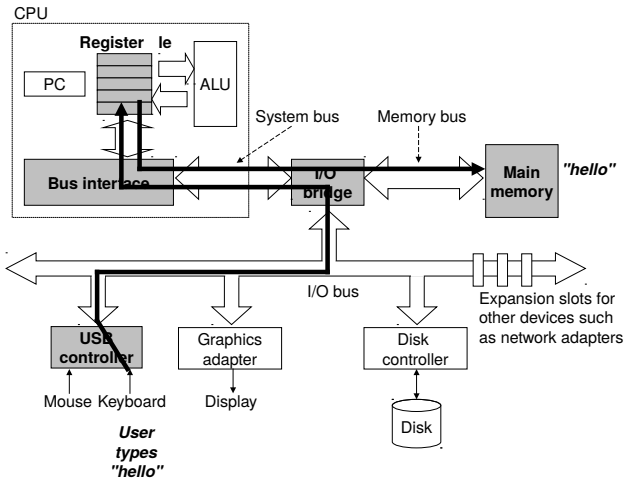 CPU
Register le
PC
ALU
System bus
Memory bus
Bus interface
I/O
bridge
Main
memory
"hello"
I/O bus
Expansion slots for
other devices such
as network adapters
USB
controller
Graphics
adapter
Disk
controller
Mouse
Keyboard
Display
Disk
User
types
"hello"